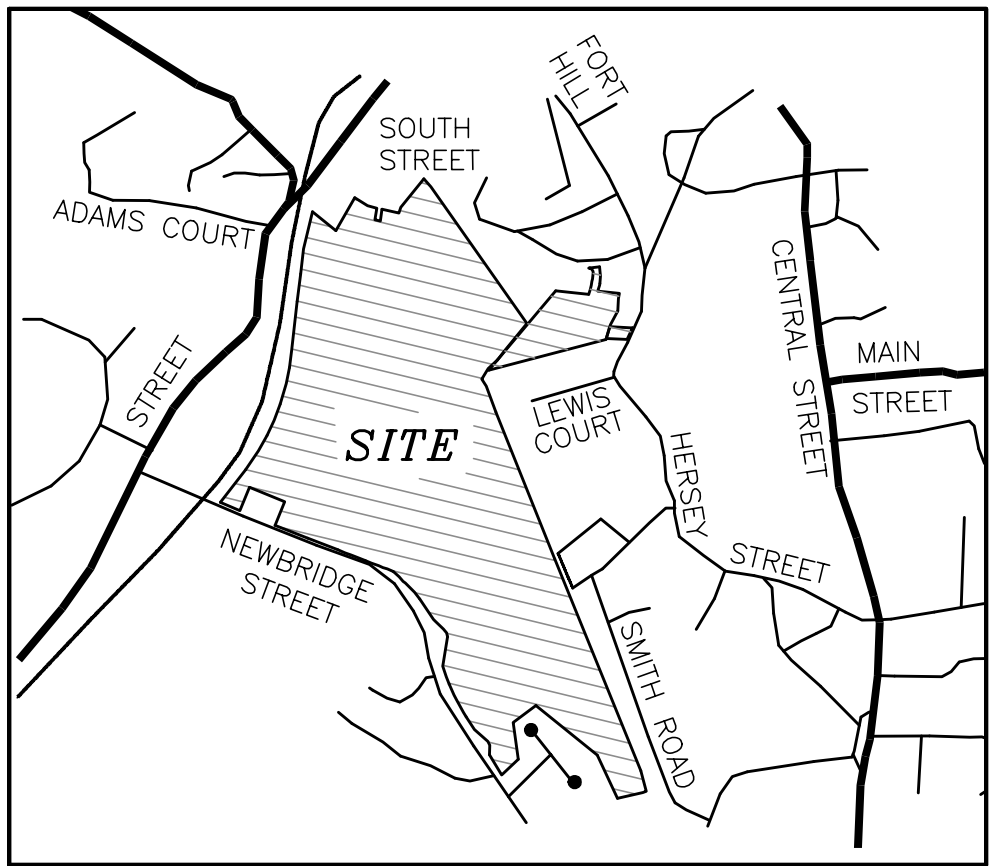 FORT
HILL
SOUTH
STREET
ADAMS COURT
CENTRAL STREET
STREET
MAIN
STREET
LEWIS
COURT
SITE
HERSEY
STREET
NEWBRIDGE
STREET
SMITH ROAD